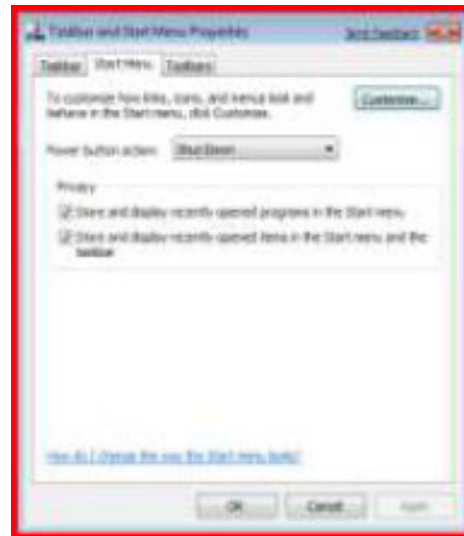 Taskbar and Start Menu Properties
Send Feedback
Taskbar Start Menu Toolbars
To customize how links, icons, and menus look and
behave in the Start menu, click Customize.
Customize...
Power button action: Shut Down
Privacy
Store and display recently opened programs in the Start menu
Store and display recently opened items in the Start menu and the
taskbar
How do I change the way the Start menu looks?
OK Cancel Apply